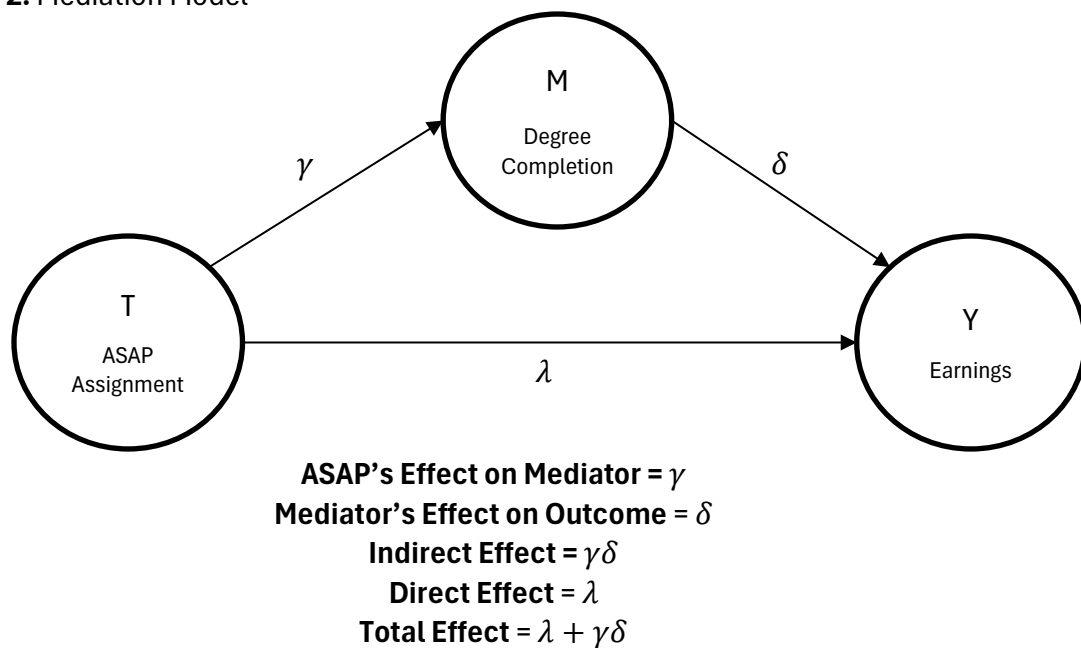 2. Mediation Model
M
Degree
Completion
γ
δ
T
ASAP
Assignment
Y
Earnings
λ
ASAP’s Effect on Mediator = γ
Mediator’s Effect on Outcome = δ
Indirect Effect = γδ
Direct Effect = λ
Total Effect = λ + γδ